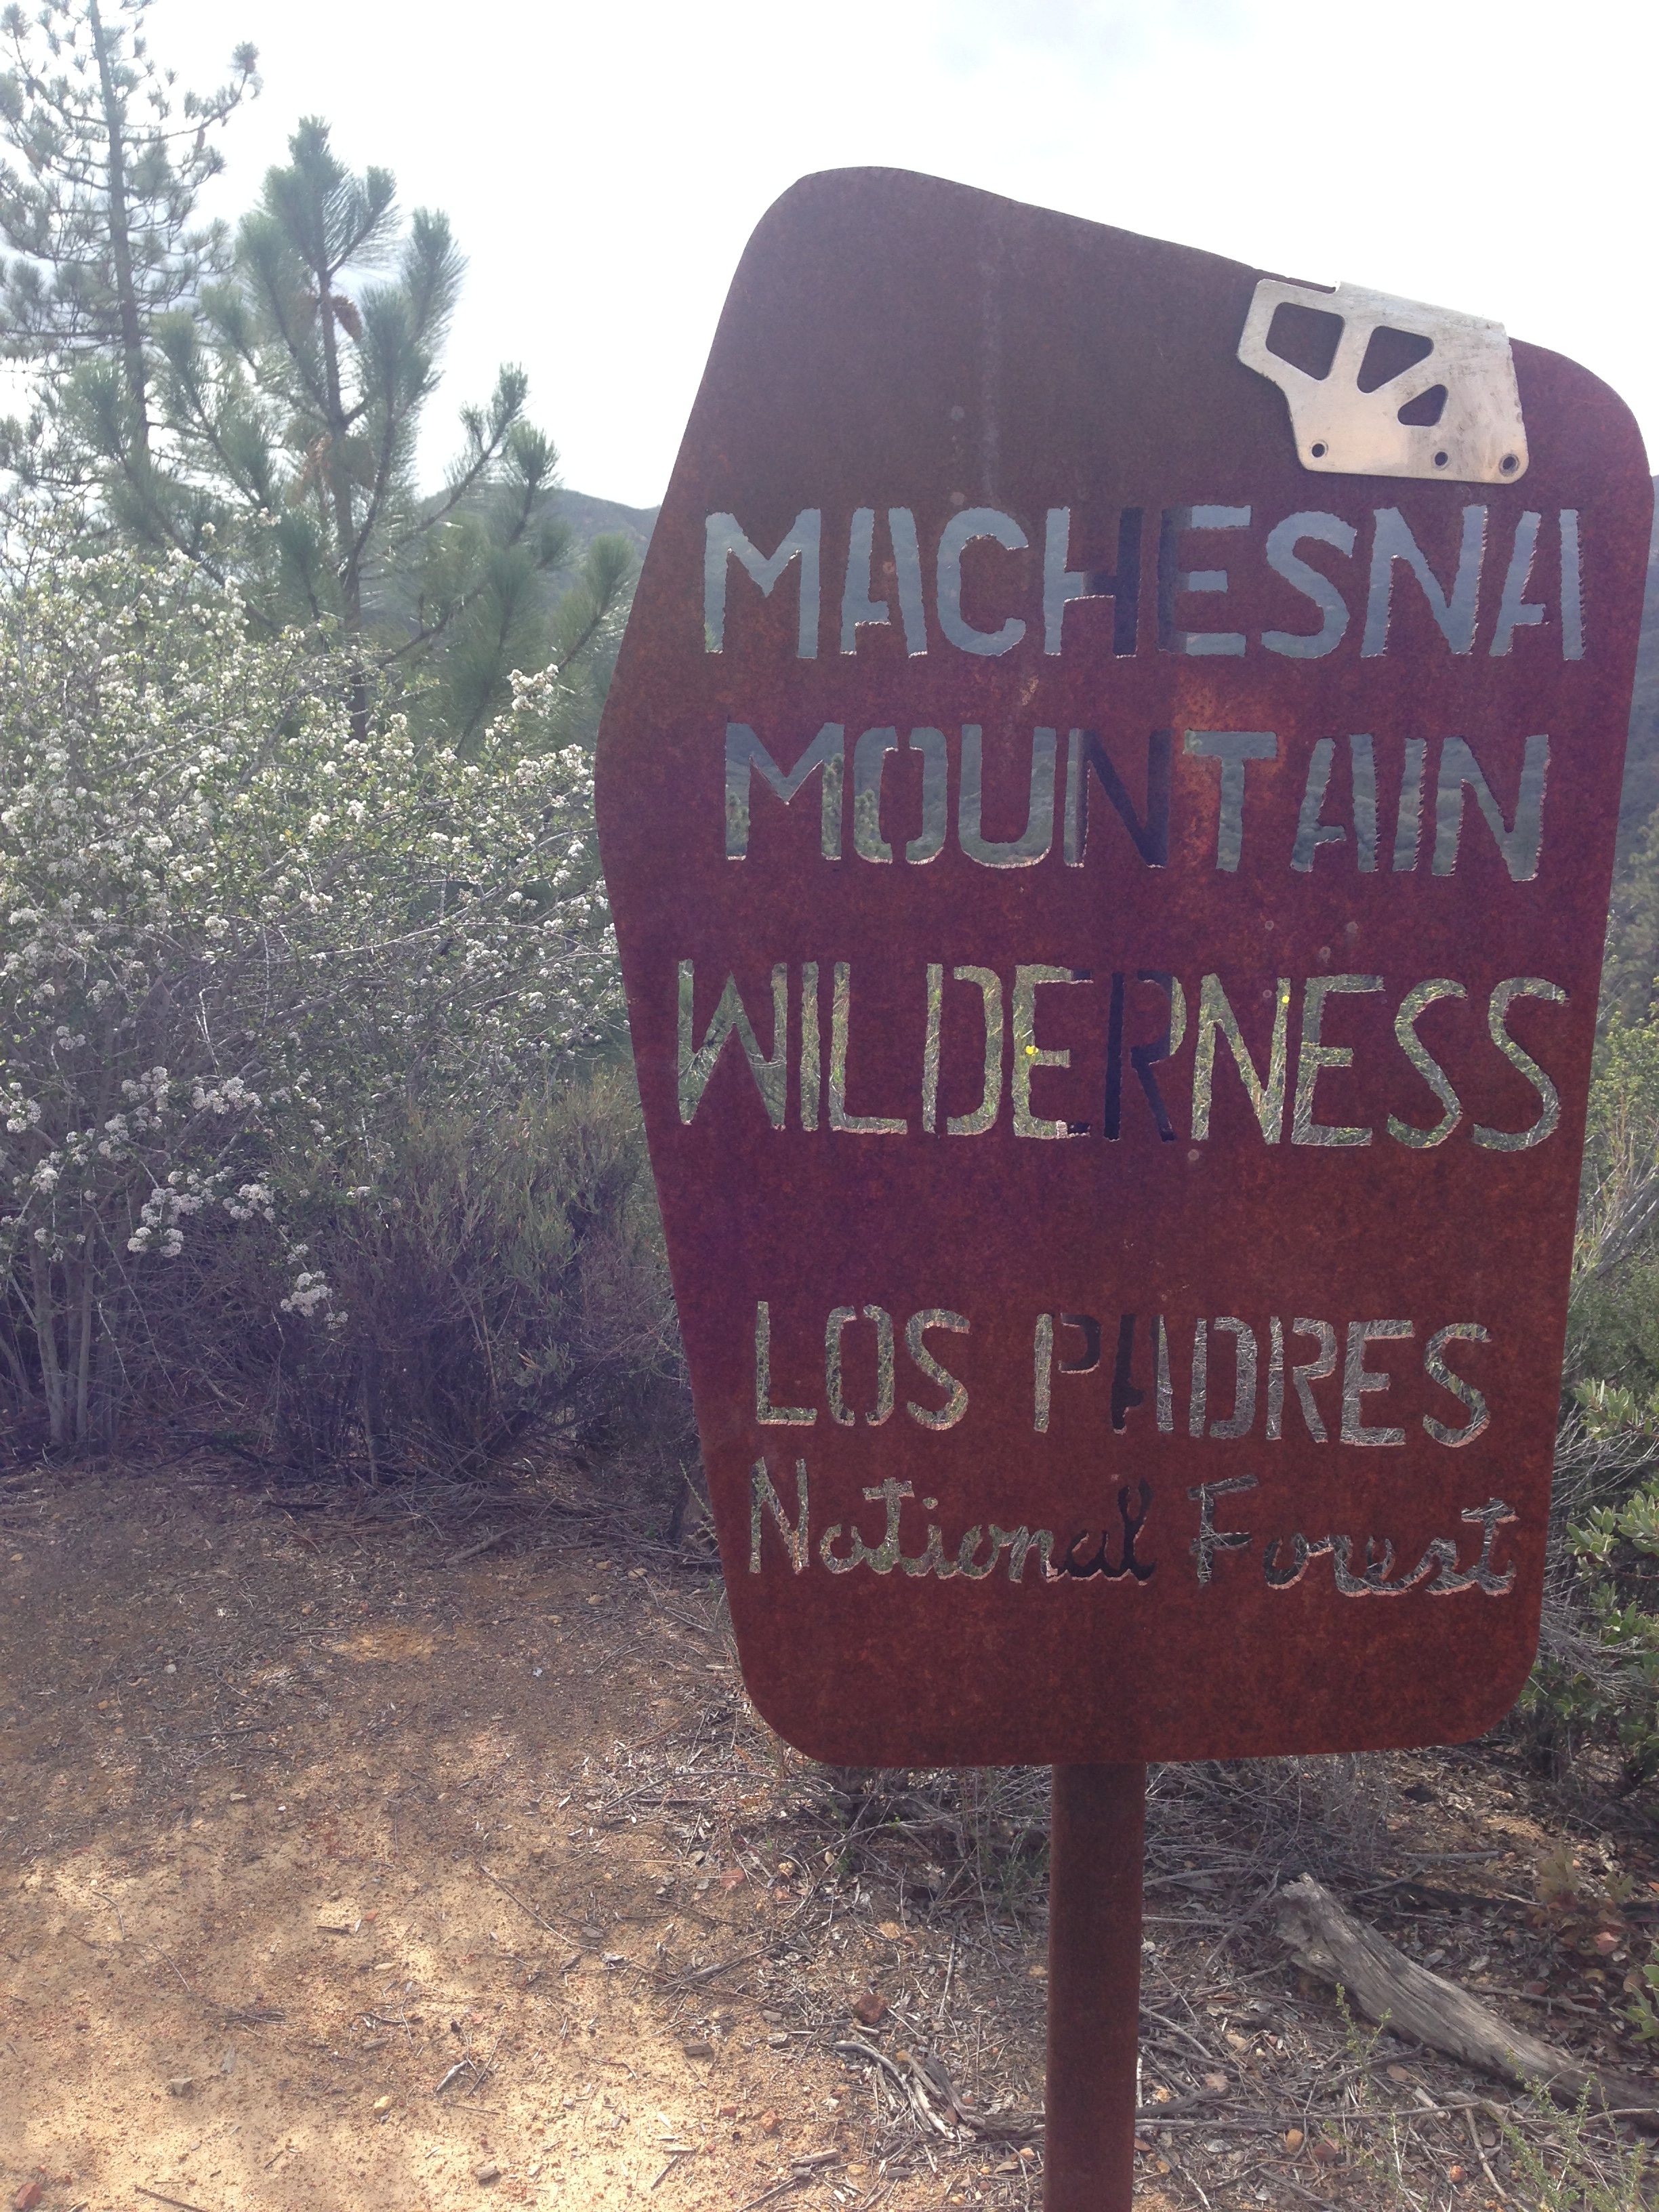 MACHESNA
MOUNTAIN
WILDERNESS
LOS PADRES
National Forest